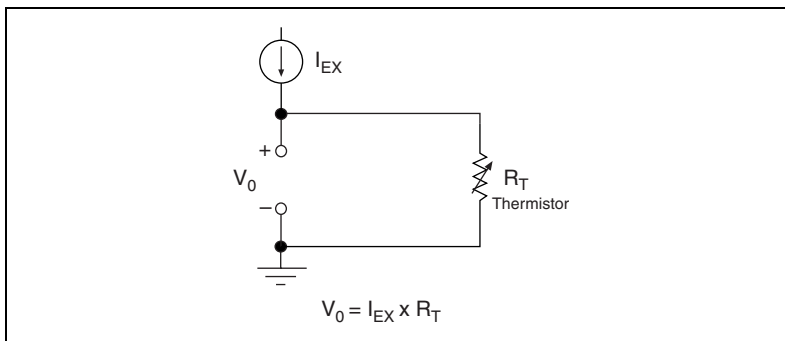 I_EX
+
V_0
−
R_T
Thermistor
V_0 = I_EX x R_T